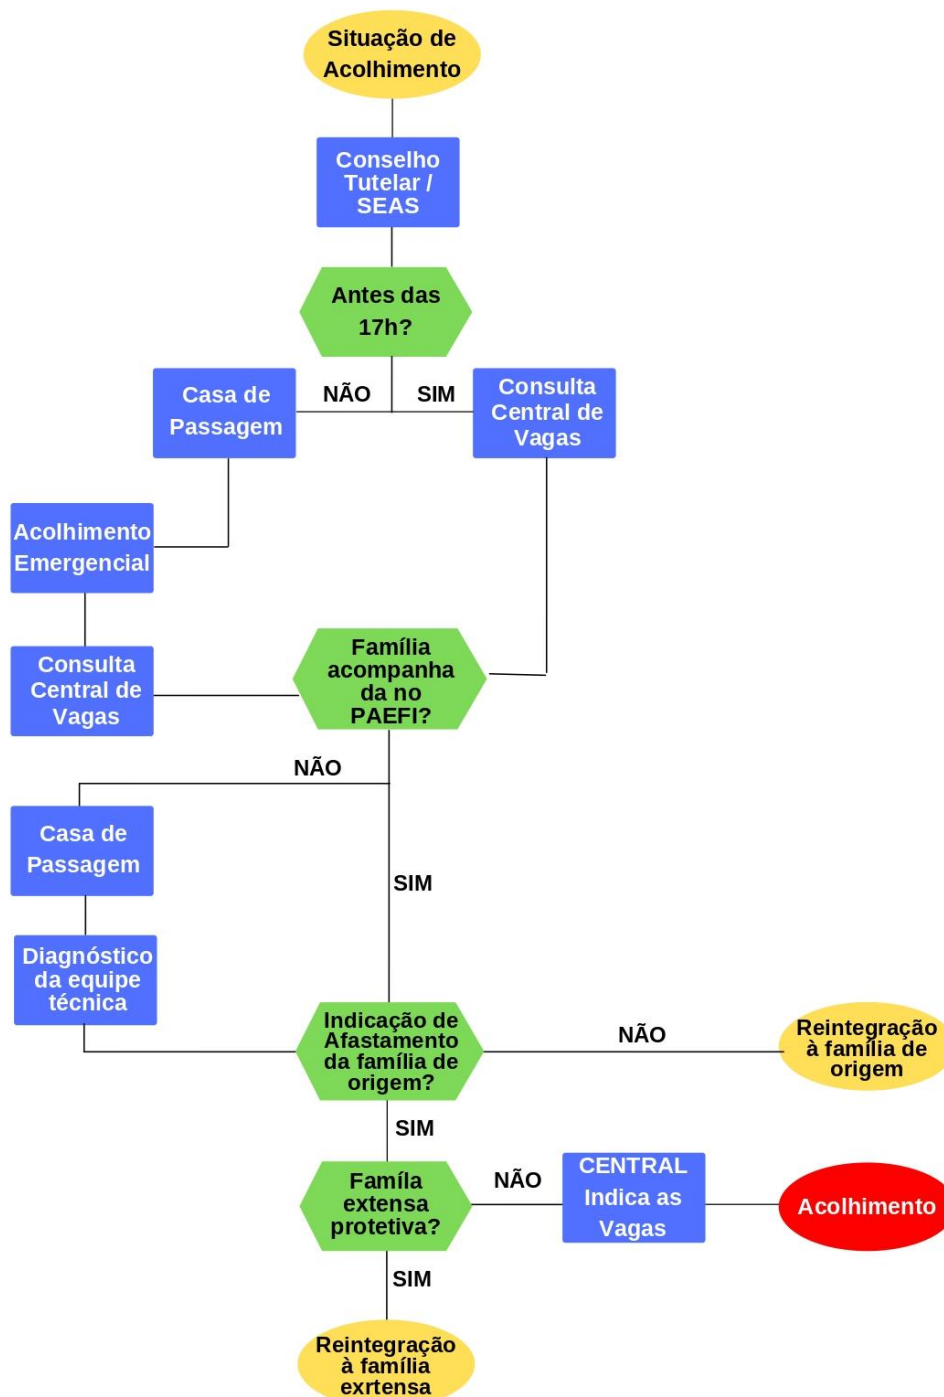 Situação de
Acolhimento
Conselho
Tutelar /
SEAS
Antes das
17h?
NÃO
SIM
Casa de
Passagem
Consulta
Central de
Vagas
Acolhimento
Emergencial
Consulta
Central de
Vagas
Família
acompanha
da no
PAEFI?
NÃO
SIM
Casa de
Passagem
Diagnóstico
da equipe
técnica
Indicação de
Afastamento
da família de
origem?
NÃO
Reintegração
à família de
origem
SIM
Famíla
extensa
protetiva?
NÃO
CENTRAL
Indica as
Vagas
Acolhimento
SIM
Reintegração
à família
exrtensa